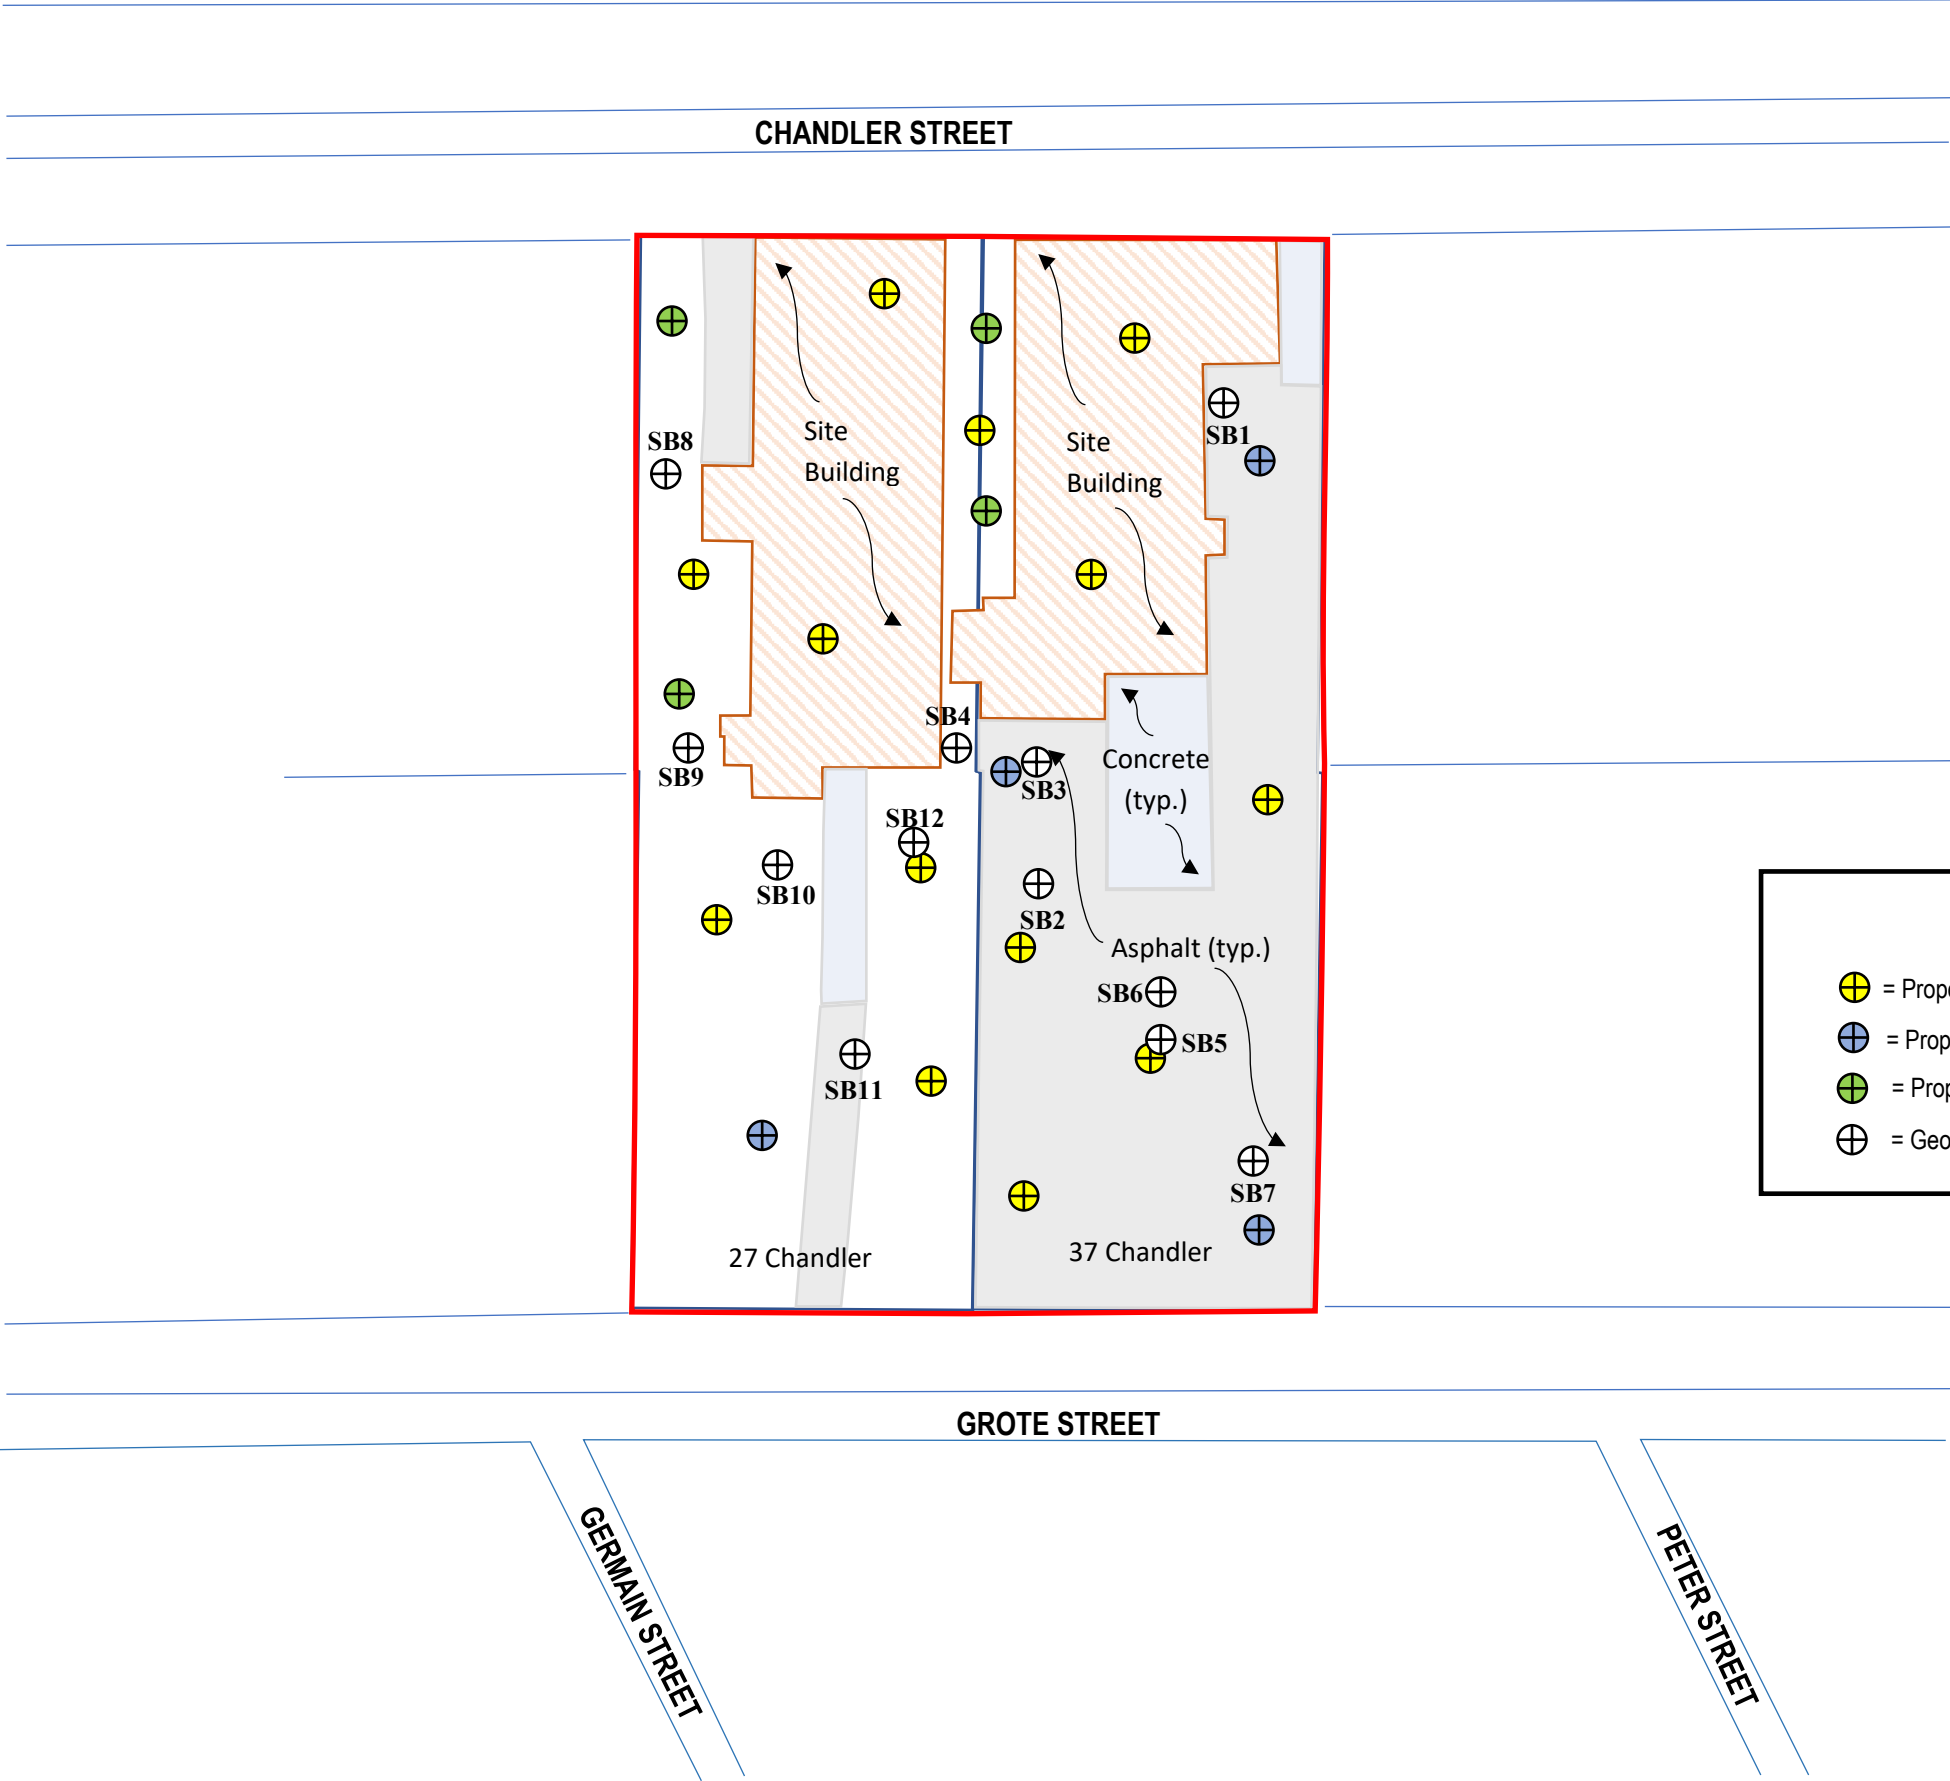 CHANDLER STREET
Site
Building
Site
Building
SB1
SB8
SB4
SB9
SB3
Concrete
(typ.)
SB12
SB10
SB2
Asphalt (typ.)
SB6
SB5
SB11
SB7
27 Chandler
37 Chandler
=
=
=
=
GROTE STREET
GERMAIN STREET
PETER STREET